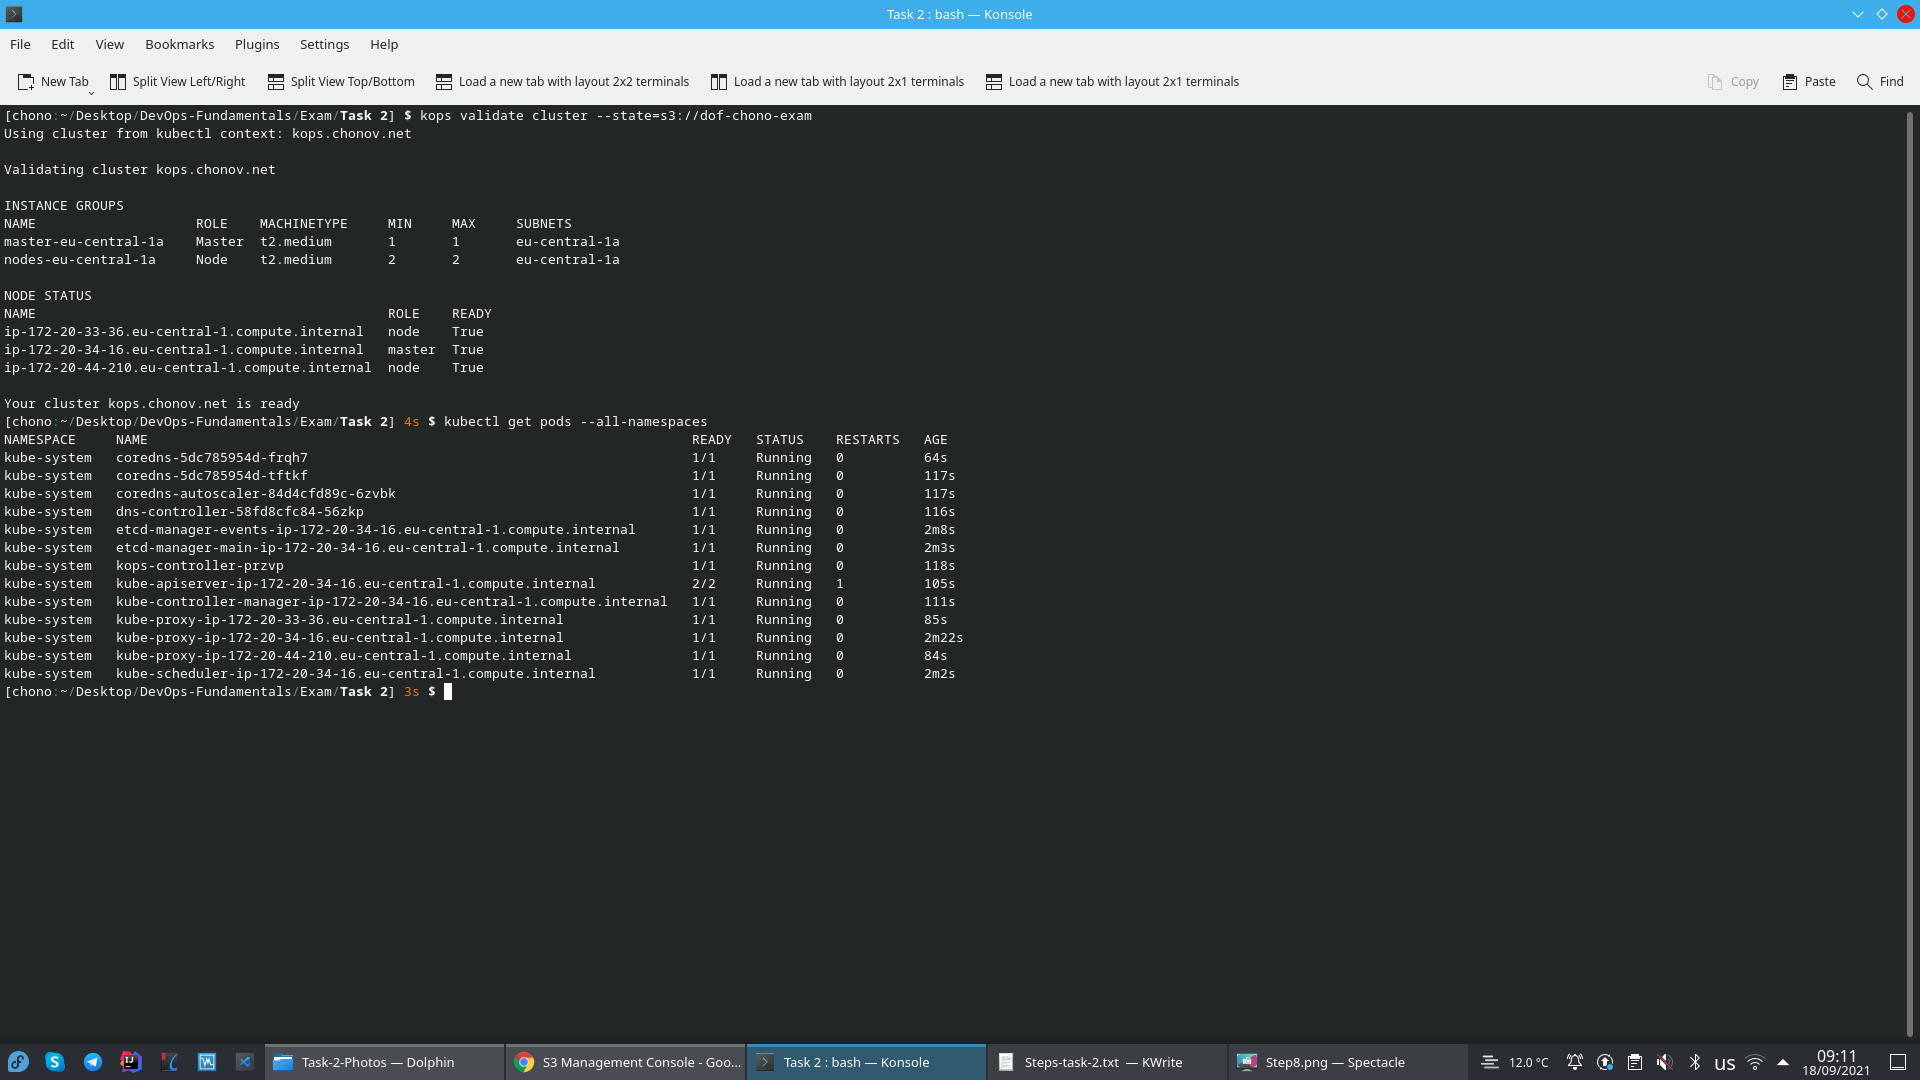 Task 2 : bash — Konsole
File Edit View Bookmarks Plugins Settings Help
New Tab Split View Left/Right Split View Top/Bottom Load a new tab with layout 2x2 terminals Load a new tab with layout 2x1 terminals Load a new tab with layout 2x1 terminals Copy Paste Find
[chono:~/Desktop/DevOps-Fundamentals/Exam/Task 2] $ kops validate cluster --state=s3://dof-chono-exam
Using cluster from kubectl context: kops.chonov.net
Validating cluster kops.chonov.net
INSTANCE GROUPS
NAME ROLE MACHINETYPE MIN MAX SUBNETS
master-eu-central-1a Master t2.medium 1 1 eu-central-1a
nodes-eu-central-1a Node t2.medium 2 2 eu-central-1a
NODE STATUS
NAME ROLE READY
ip-172-20-33-36.eu-central-1.compute.internal node True
ip-172-20-34-16.eu-central-1.compute.internal master True
ip-172-20-44-210.eu-central-1.compute.internal node True
Your cluster kops.chonov.net is ready
[chono:~/Desktop/DevOps-Fundamentals/Exam/Task 2] 4s $ kubectl get pods --all-namespaces
NAMESPACE NAME READY STATUS RESTARTS AGE
kube-system coredns-5dc785954d-frqh7 1/1 Running 0 64s
kube-system coredns-5dc785954d-tftkf 1/1 Running 0 117s
kube-system coredns-autoscaler-84d4cfd89c-6zvbk 1/1 Running 0 117s
kube-system dns-controller-58fd8cfc84-56zkp 1/1 Running 0 116s
kube-system etcd-manager-events-ip-172-20-34-16.eu-central-1.compute.internal 1/1 Running 0 2m8s
kube-system etcd-manager-main-ip-172-20-34-16.eu-central-1.compute.internal 1/1 Running 0 2m3s
kube-system kops-controller-przvp 1/1 Running 0 118s
kube-system kube-apiserver-ip-172-20-34-16.eu-central-1.compute.internal 2/2 Running 1 105s
kube-system kube-controller-manager-ip-172-20-34-16.eu-central-1.compute.internal 1/1 Running 0 111s
kube-system kube-proxy-ip-172-20-33-36.eu-central-1.compute.internal 1/1 Running 0 85s
kube-system kube-proxy-ip-172-20-34-16.eu-central-1.compute.internal 1/1 Running 0 2m22s
kube-system kube-proxy-ip-172-20-44-210.eu-central-1.compute.internal 1/1 Running 0 84s
kube-system kube-scheduler-ip-172-20-34-16.eu-central-1.compute.internal 1/1 Running 0 2m2s
[chono:~/Desktop/DevOps-Fundamentals/Exam/Task 2] 3s $
Task-2-Photos — Dolphin S3 Management Console - Goo... Task 2 : bash — Konsole Steps-task-2.txt — KWrite Step8.png — Spectacle 12.0 °C us 09:11
18/09/2021